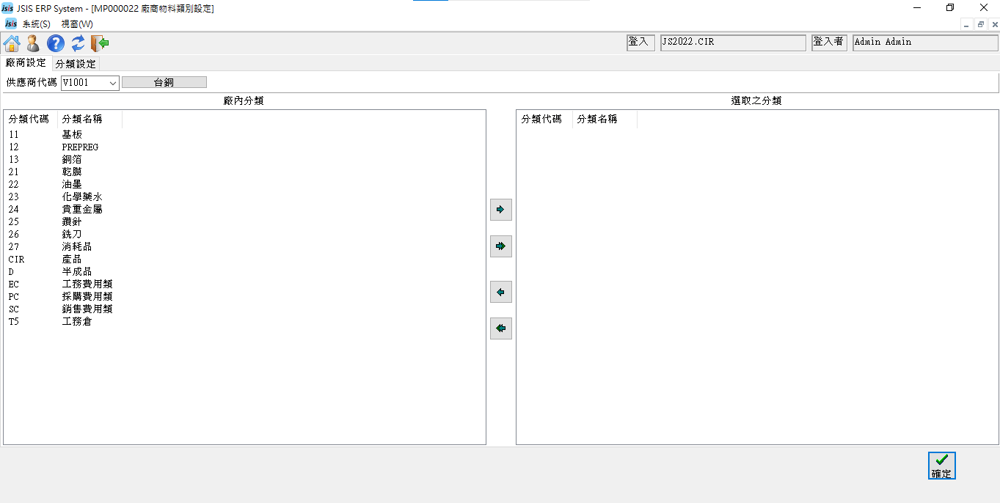 jsis JSIS ERP System - [MP000022 廠商物料類別設定]
jsis 系統(S) 視窗(W)
登入 JS2022.CIR 登入者 Admin Admin
廠商設定 分類設定
供應商代碼 V1001 台銅
廠內分類 選取之分類
分類代碼 分類名稱 分類代碼 分類名稱
11 基板
12 PREPREG
13 銅箔
21 乾膜
22 油墨
23 化學藥水
24 貴重金屬
25 鑽針
26 銑刀
27 消耗品
CIR 產品
D 半成品
EC 工務費用類
PC 採購費用類
SC 銷售費用類
T5 工務倉
確定